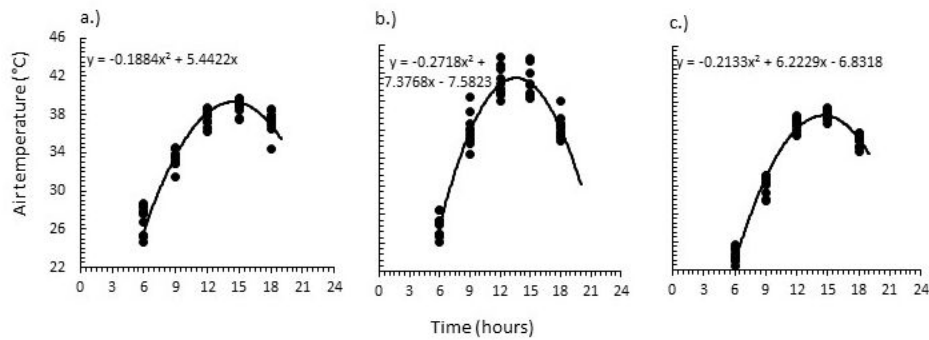 a.)
b.)
c.)
y = -0.1884x² + 5.4422x
y = -0.2718x² +
7.3768x - 7.5823
y = -0.2133x² + 6.2229x - 6.8318
Air temperature (°C)
46
42
38
34
30
26
22
0 3 6 9 12 15 18 21 24
0 3 6 9 12 15 18 21 24
0 3 6 9 12 15 18 21 24
Time (hours)